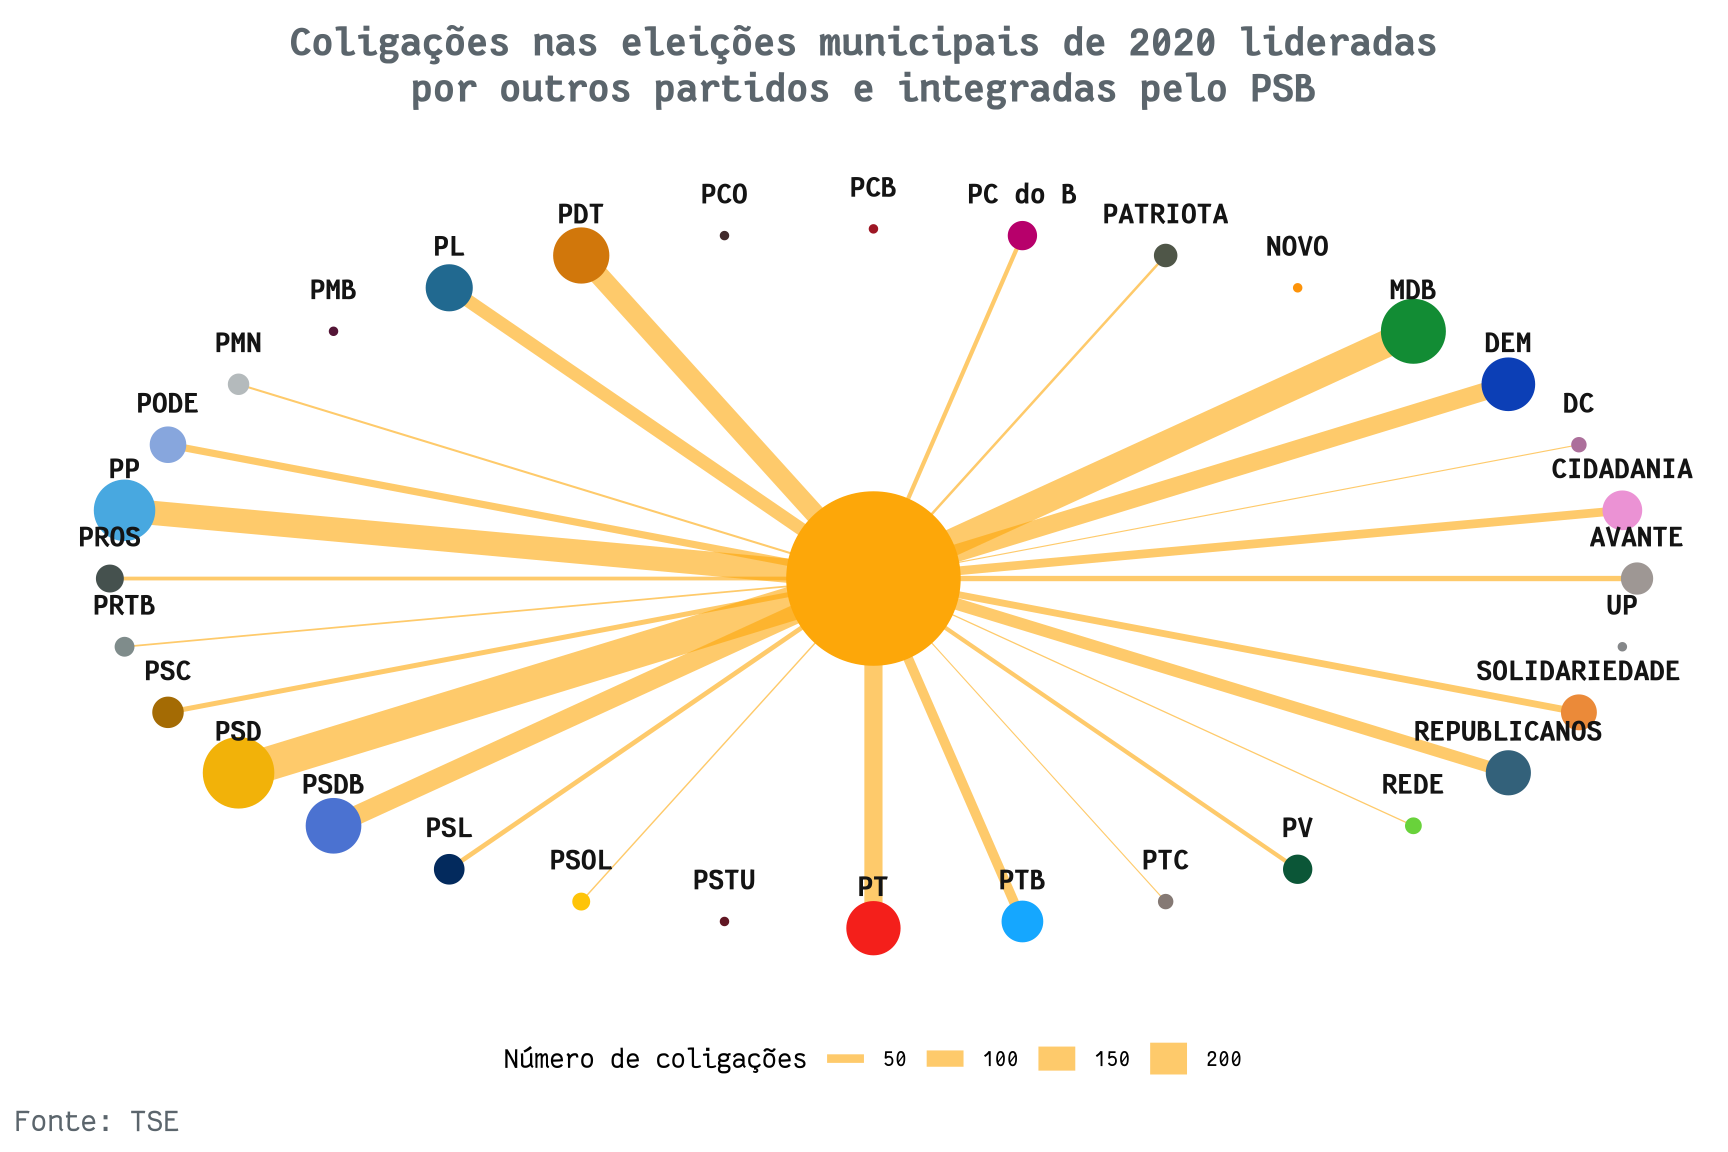 Coligações nas eleições municipais de 2020 lideradas
por outros partidos e integradas pelo PSB
PCB
PCO
PC do B
PDT
PATRIOTA
PL
NOVO
PMB
MDB
PMN
DEM
PODE
DC
PP
CIDADANIA
PROS
AVANTE
PRTB
UP
PSC
SOLIDARIEDADE
PSD
REPUBLICANOS
PSDB
REDE
PSL
PV
PSOL
PTC
PSTU
PTB
PT
Número de coligações 50 100 150 200
Fonte: TSE